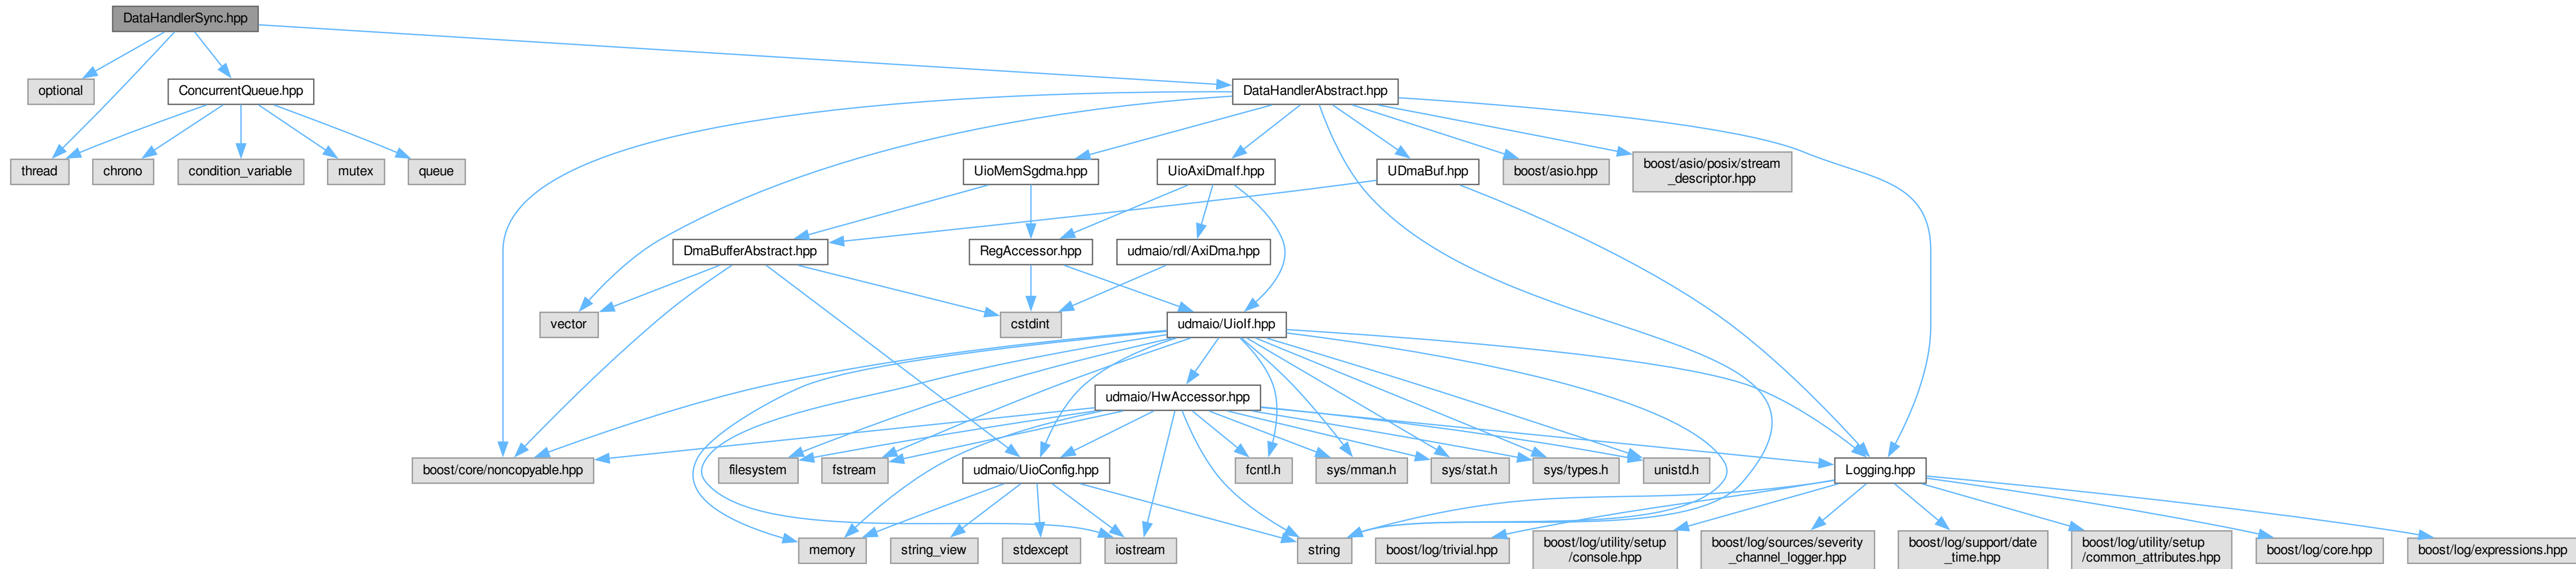 DataHandlerSync.hpp
optional
ConcurrentQueue.hpp
DataHandlerAbstract.hpp
thread
chrono
condition_variable
mutex
queue
UioMemSgdma.hpp
UioAxiDmaIf.hpp
UDmaBuf.hpp
boost/asio.hpp
boost/asio/posix/stream
_descriptor.hpp
DmaBufferAbstract.hpp
RegAccessor.hpp
udmaio/rdl/AxiDma.hpp
vector
cstdint
udmaio/UioIf.hpp
udmaio/HwAccessor.hpp
boost/core/noncopyable.hpp
filesystem
fstream
udmaio/UioConfig.hpp
fcntl.h
sys/mman.h
sys/stat.h
sys/types.h
unistd.h
Logging.hpp
memory
string_view
stdexcept
iostream
string
boost/log/trivial.hpp
boost/log/utility/setup
/console.hpp
boost/log/sources/severity
_channel_logger.hpp
boost/log/support/date
_time.hpp
boost/log/utility/setup
/common_attributes.hpp
boost/log/core.hpp
boost/log/expressions.hpp